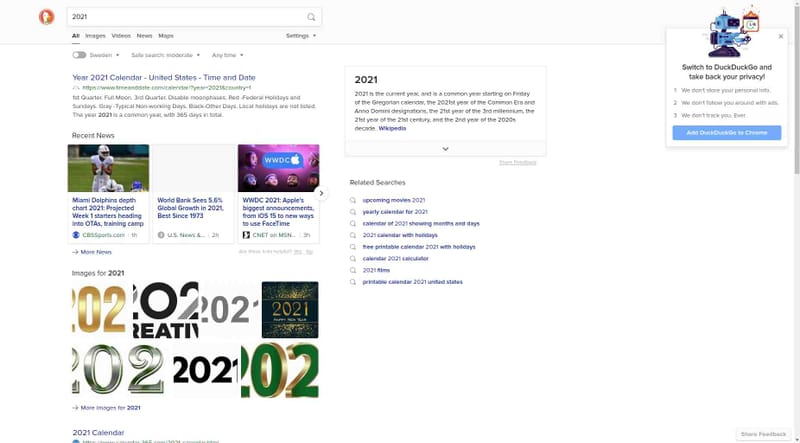 2021
All Images Videos News Maps Settings
Sweden Safe search: moderate Any time
Year 2021 Calendar - United States - Time and Date
https://www.timeanddate.com/calendar/?year=2021&country=1
1st Quarter. Full Moon. 3rd Quarter. Disable moonphases. Red -Federal Holidays and
Sundays. Gray -Typical Non-working Days. Black-Other Days. Local holidays are not listed.
The year 2021 is a common year, with 365 days in total.
Recent News
WWDC
Miami Dolphins depth
chart 2021: Projected
Week 1 starters heading
into OTAs, training camp
CBSSports.com 1h
World Bank Sees 5.6%
Global Growth in 2021,
Best Since 1973
U.S. News &... 2h
WWDC 2021: Apple's
biggest announcements,
from iOS 15 to new ways
to use FaceTime
CNET on MSN... 3h
More News
Are these links helpful? Yes No
Images for 2021
2021
HAPPY NEW YEAR
2021
More Images for 2021
2021 Calendar
2021
2021 is the current year, and is a common year starting on Friday
of the Gregorian calendar, the 2021st year of the Common Era and
Anno Domini designations, the 21st year of the 3rd millennium, the
21st year of the 21st century, and the 2nd year of the 2020s
decade. Wikipedia
Share Feedback
Related Searches
upcoming movies 2021
yearly calendar for 2021
calendar of 2021 showing months and days
2021 calendar with holidays
free printable calendar 2021 with holidays
calendar 2021 calculator
2021 films
printable calendar 2021 united states
Switch to DuckDuckGo and
take back your privacy!
1 We don't store your personal info.
2 We don't follow you around with ads.
3 We don't track you. Ever.
Add DuckDuckGo to Chrome
Share Feedback